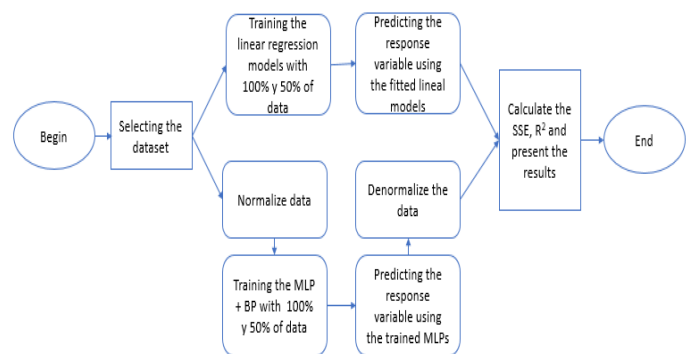 Begin
Selecting the
dataset
Training the
linear regression
models with
100% y 50% of
data
Predicting the
response
variable using
the fitted lineal
models
Normalize data
Training the MLP
+ BP with 100%
y 50% of data
Predicting the
response
variable using
the trained MLPs
Denormalize the
data
Calculate the
SSE, R² and
present the
results
End